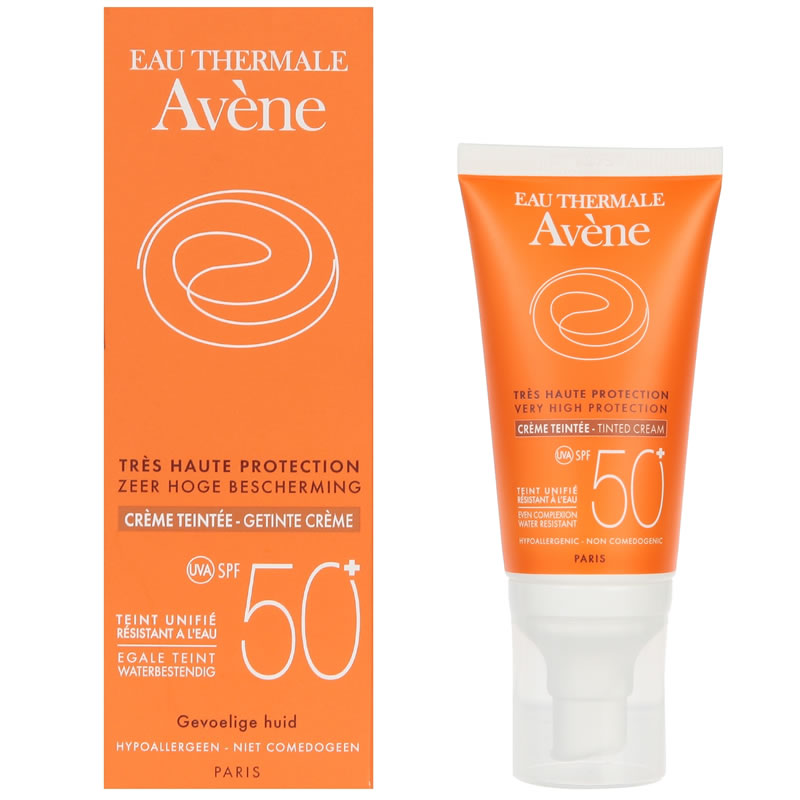 EAU THERMALE
Avène
TRÈS HAUTE PROTECTION
ZEER HOGE BESCHERMING
CRÈME TEINTÉE - GETINTE CRÈME
UVA SPF 50+
TEINT UNIFIÉ
RÉSISTANT A L'EAU
EGALE TEINT
WATERBESTENDIG
Gevoelige huid
HYPOALLERGEEN - NIET COMEDOGEEN
PARIS
EAU THERMALE
Avène
TRÈS HAUTE PROTECTION
VERY HIGH PROTECTION
CRÈME TEINTÉE - TINTED CREAM
UVA SPF 50+
TEINT UNIFIÉ
RÉSISTANT À L'EAU
EVEN COMPLEXION
WATER RESISTANT
HYPOALLERGENIC - NON COMEDOGENIC
PARIS